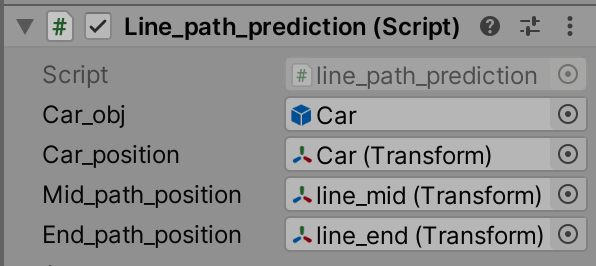 Line_path_prediction (Script)
Script line_path_prediction
Car_obj Car
Car_position Car (Transform)
Mid_path_position line_mid (Transform)
End_path_position line_end (Transform)